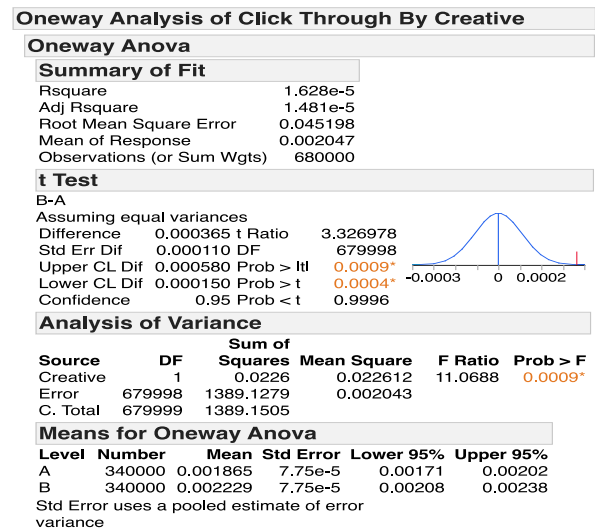 Oneway Analysis of Click Through By Creative
Oneway Anova
Summary of Fit
Rsquare 1.628e-5
Adj Rsquare 1.481e-5
Root Mean Square Error 0.045198
Mean of Response 0.002047
Observations (or Sum Wgts) 680000
t Test
B-A
Assuming equal variances
Difference 0.000365 t Ratio 3.326978
Std Err Dif 0.000110 DF 679998
Upper CL Dif 0.000580 Prob > ltl 0.0009*
Lower CL Dif 0.000150 Prob > t 0.0004*
Confidence 0.95 Prob < t 0.9996
-0.0003 0 0.0002
Analysis of Variance
Sum of
Source DF Squares Mean Square F Ratio Prob > F
Creative 1 0.0226 0.022612 11.0688 0.0009*
Error 679998 1389.1279 0.002043
C. Total 679999 1389.1505
Means for Oneway Anova
Level Number Mean Std Error Lower 95% Upper 95%
A 340000 0.001865 7.75e-5 0.00171 0.00202
B 340000 0.002229 7.75e-5 0.00208 0.00238
Std Error uses a pooled estimate of error
variance